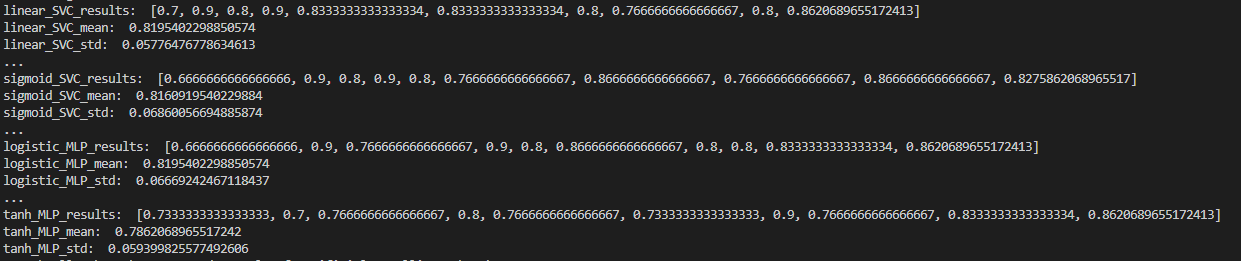 linear_SVC_results:  [0.7, 0.9, 0.8, 0.9, 0.8333333333333334, 0.8333333333333334, 0.8, 0.7666666666666667, 0.8, 0.8620689655172413]
linear_SVC_mean:  0.8195402298850574
linear_SVC_std:  0.05776476778634613
...
sigmoid_SVC_results:  [0.6666666666666666, 0.9, 0.8, 0.9, 0.8, 0.7666666666666667, 0.8666666666666667, 0.7666666666666667, 0.8666666666666667, 0.8275862068965517]
sigmoid_SVC_mean:  0.8160919540229884
sigmoid_SVC_std:  0.06860056694885874
...
logistic_MLP_results:  [0.6666666666666666, 0.9, 0.7666666666666667, 0.9, 0.8, 0.8666666666666667, 0.8, 0.8, 0.8333333333333334, 0.8620689655172413]
logistic_MLP_mean:  0.8195402298850574
logistic_MLP_std:  0.06669242467118437
...
tanh_MLP_results:  [0.7333333333333333, 0.7, 0.7666666666666667, 0.8, 0.7666666666666667, 0.7333333333333333, 0.9, 0.7666666666666667, 0.8333333333333334, 0.8620689655172413]
tanh_MLP_mean:  0.7862068965517242
tanh_MLP_std:  0.059399825577492606